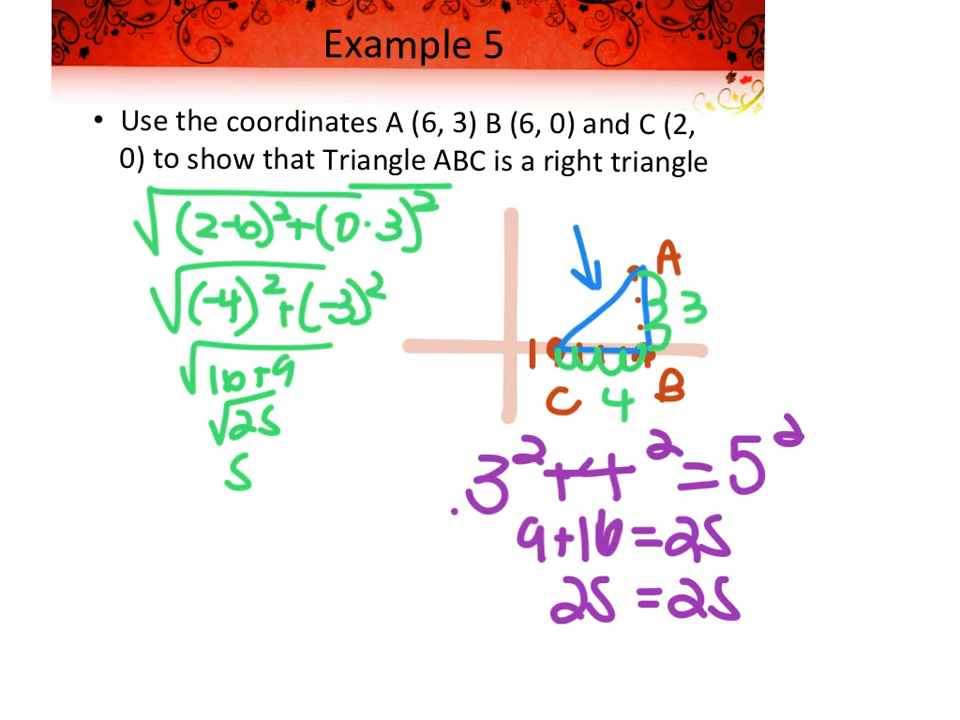 Example 5
• Use the coordinates A (6, 3) B (6, 0) and C (2,
0) to show that Triangle ABC is a right triangle
√(2-6)²+(0-3)²
√(-4)²+(-3)²
√16+9
√25
5
A
3
C
4
B
3²+4²=5²
9+16=25
25=25